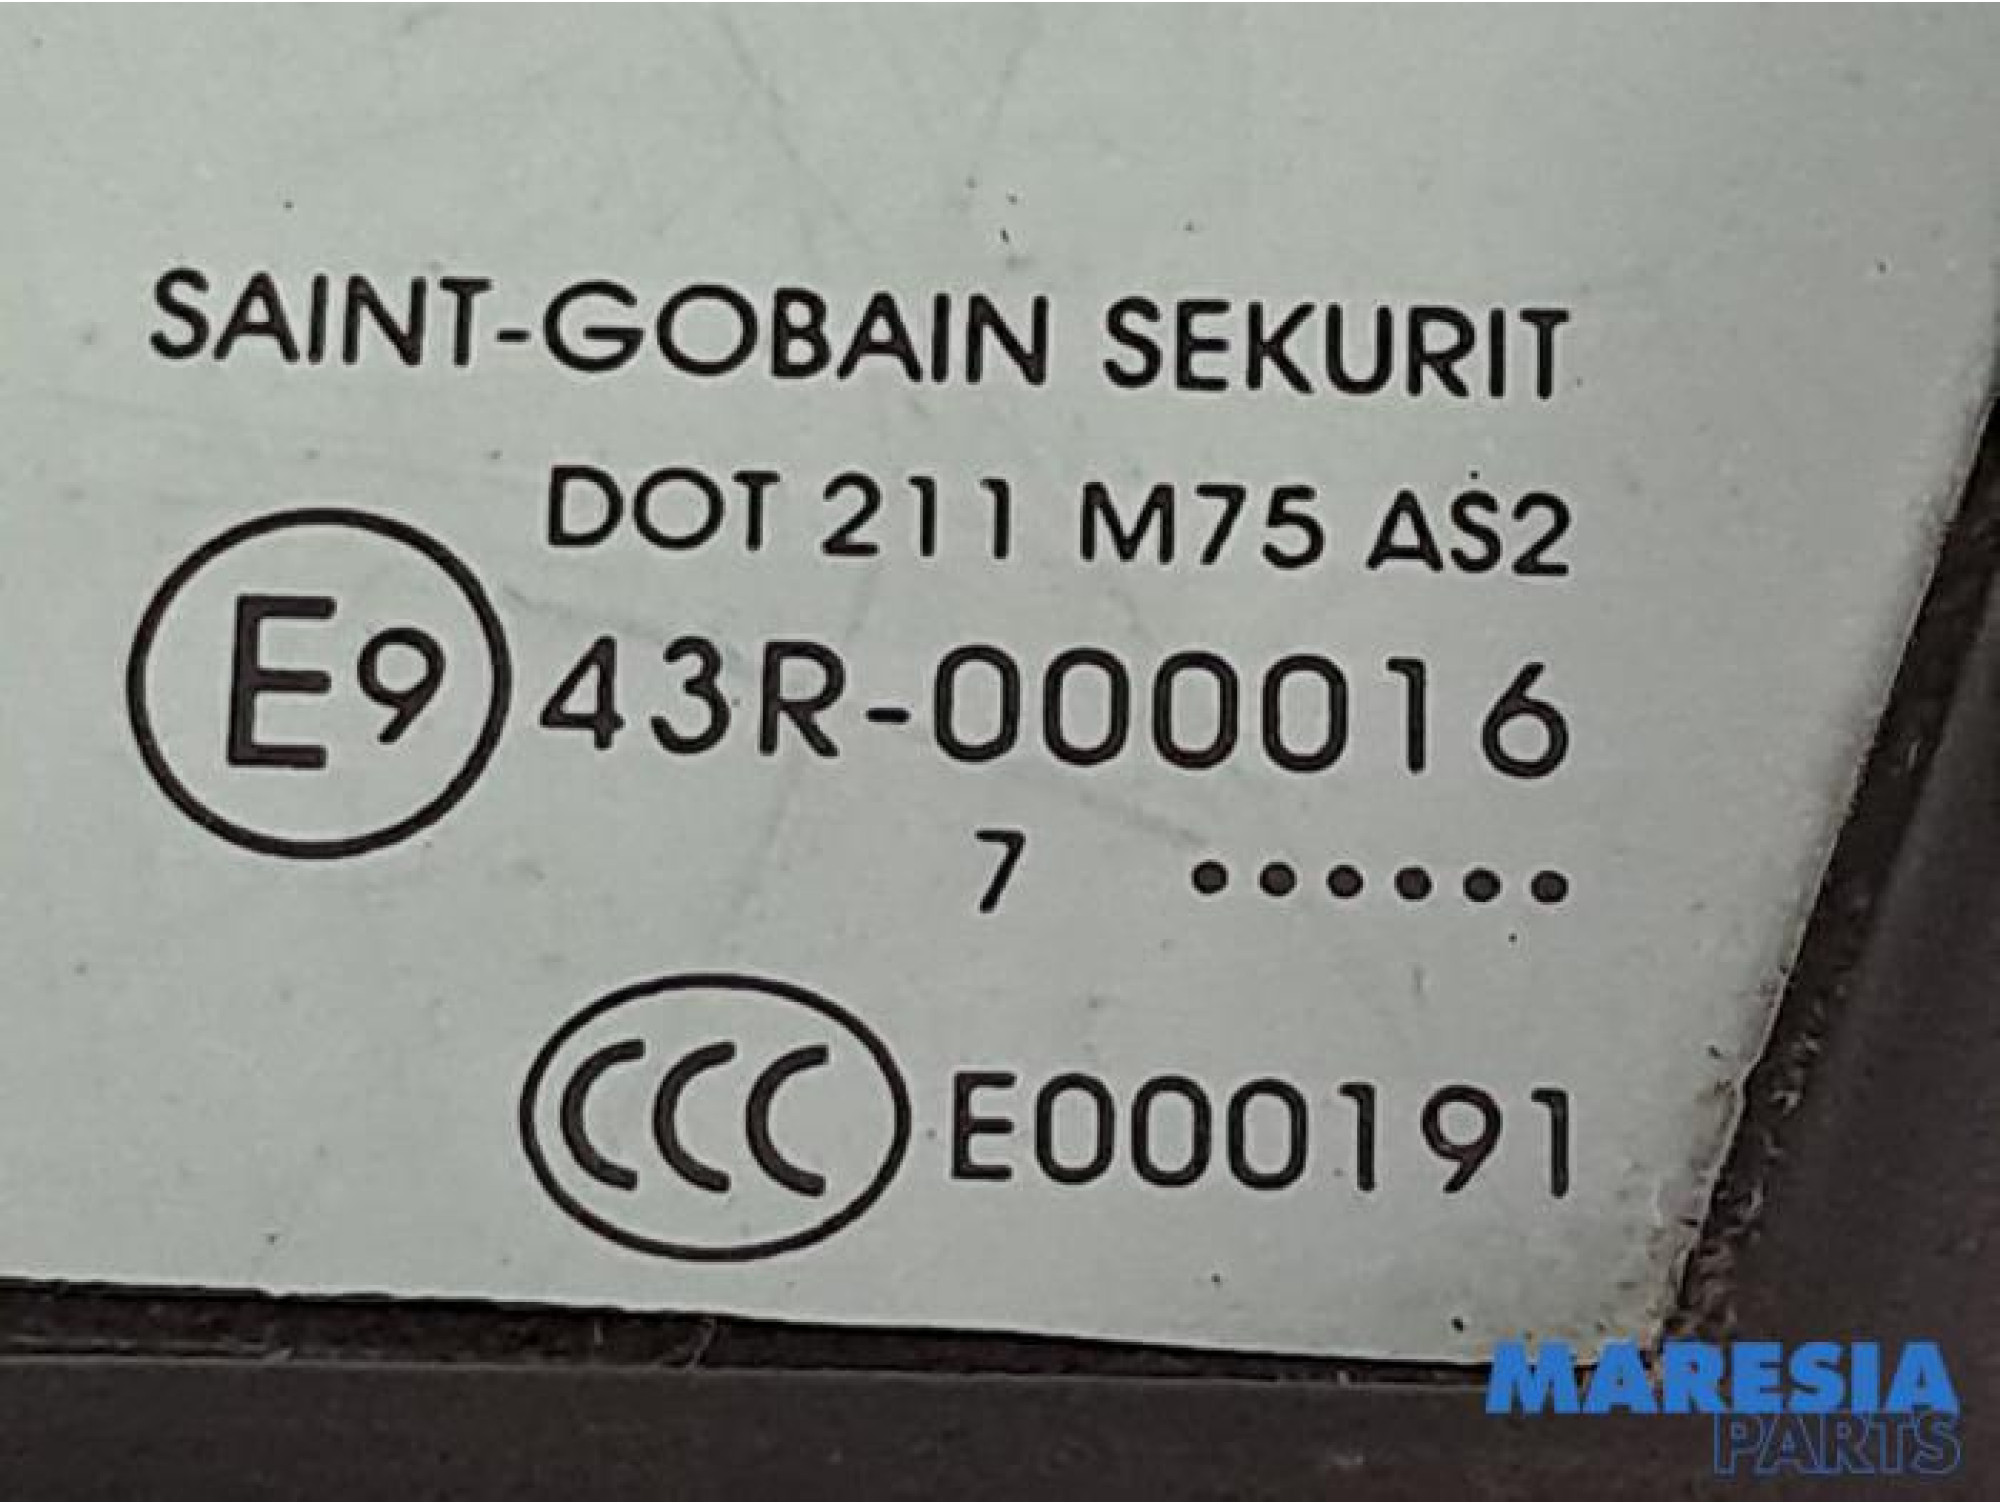 SAINT-GOBAIN SEKURIT
DOT 211 M75 AS2
E9 43R-000016
7 ••••••
CCC E000191
MARESIA
PARTS